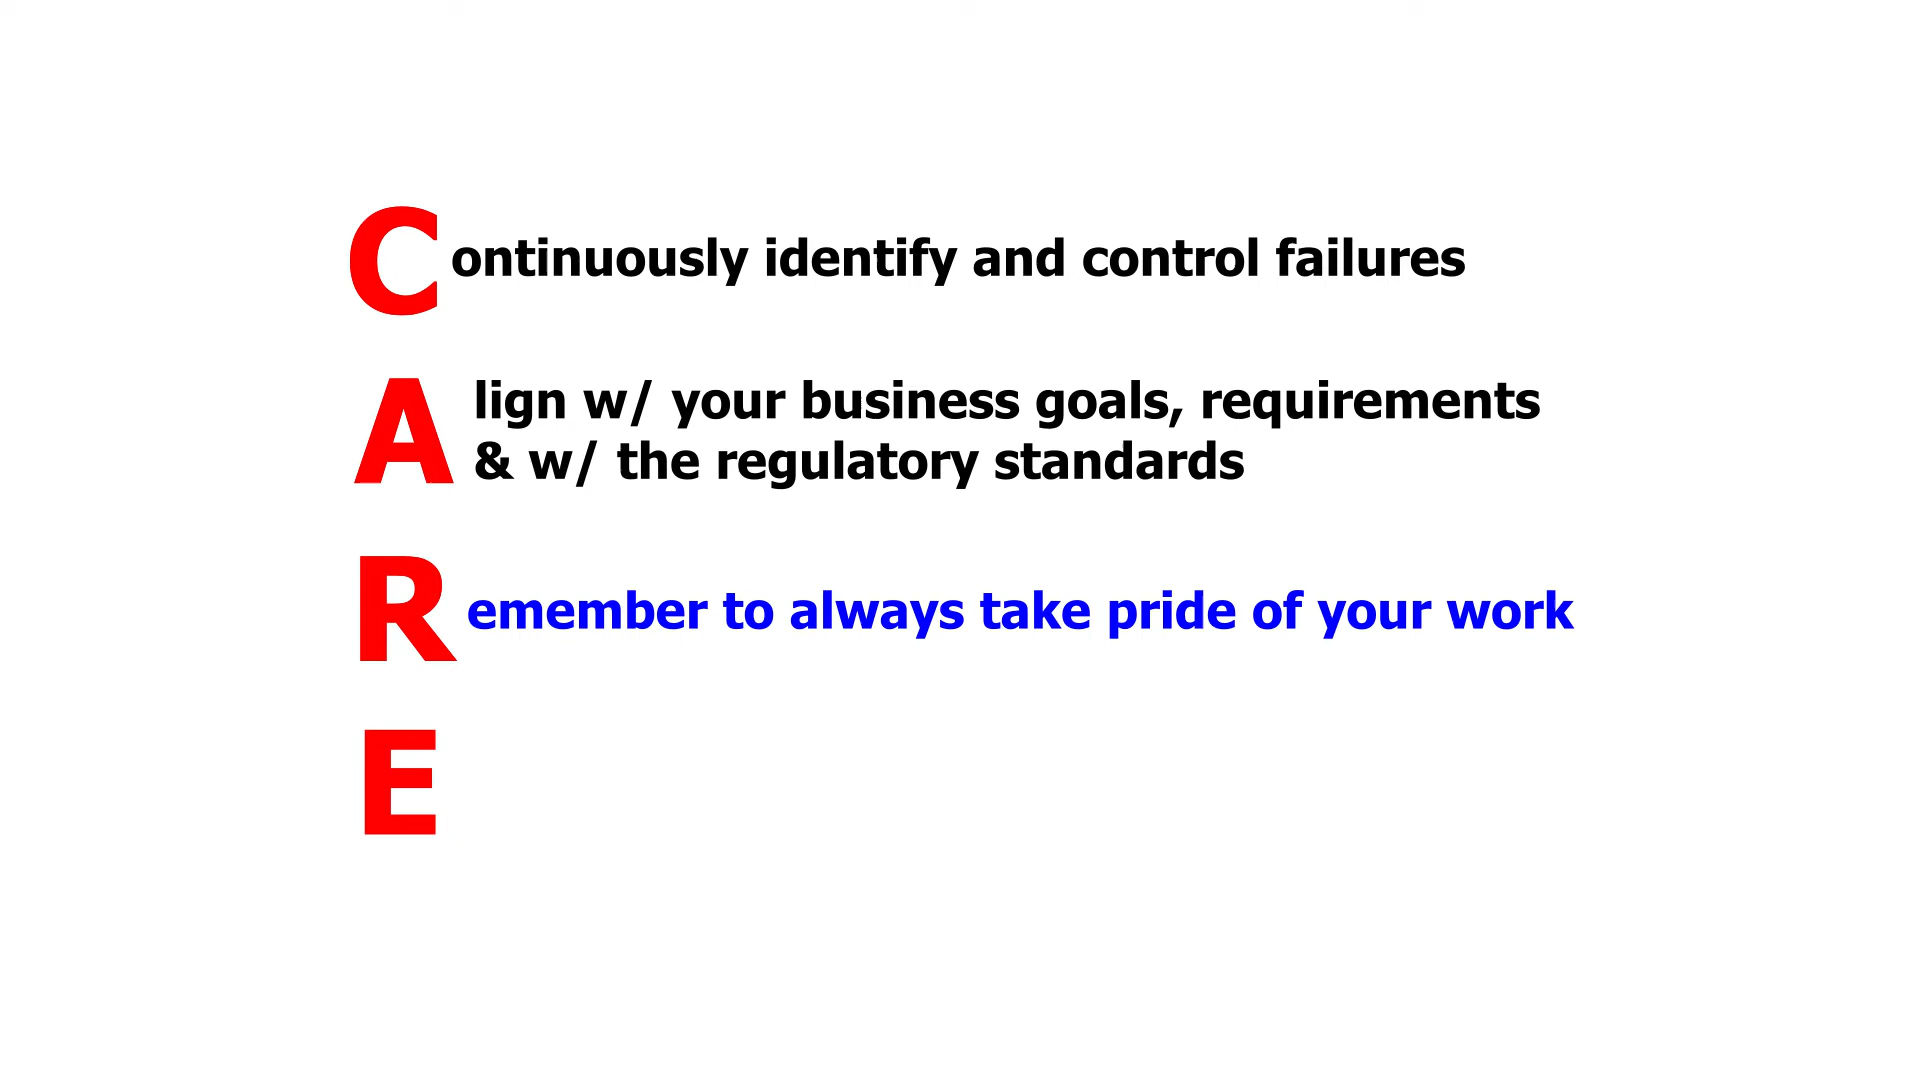 Continuously identify and control failures
Align w/ your business goals, requirements
& w/ the regulatory standards
Remember to always take pride of your work
E